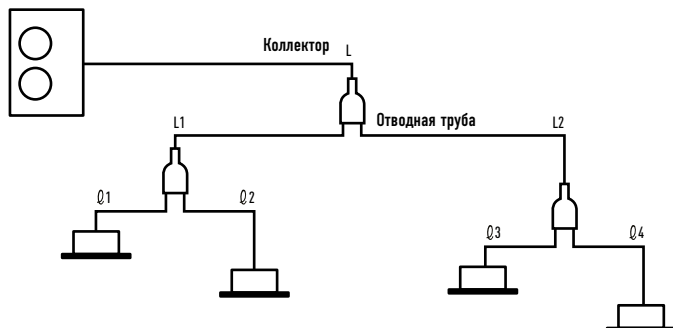 Коллектор L
Отводная труба
L1
L2
ℓ1
ℓ2
ℓ3
ℓ4